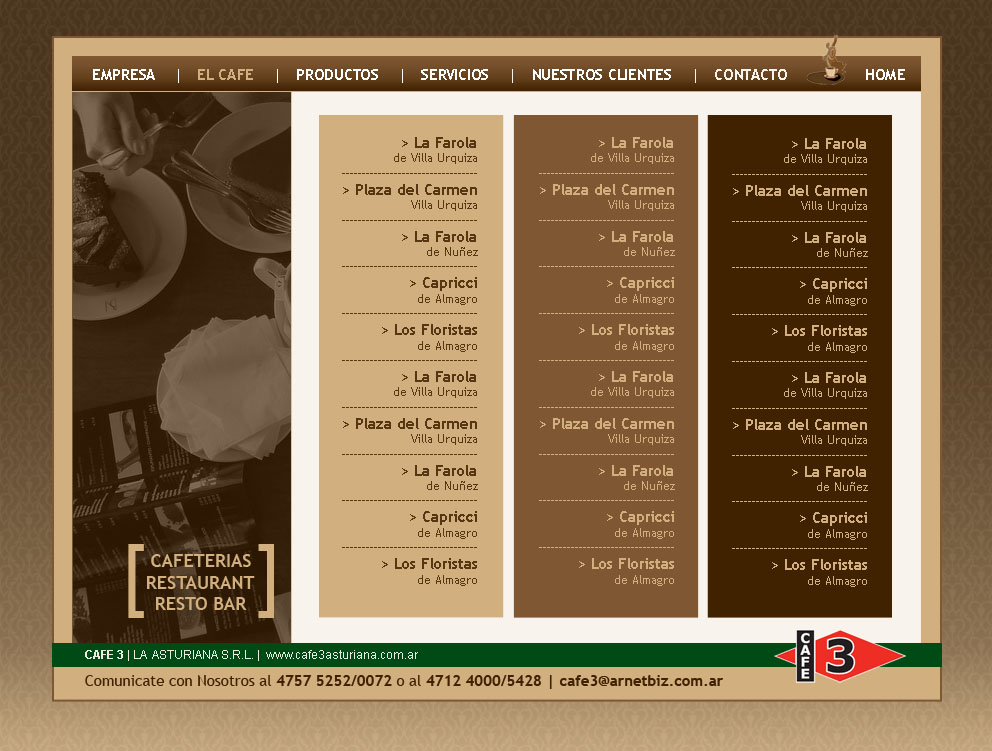 EMPRESA | EL CAFE | PRODUCTOS | SERVICIOS | NUESTROS CLIENTES | CONTACTO HOME
> La Farola
de Villa Urquiza
> Plaza del Carmen
Villa Urquiza
> La Farola
de Nuñez
> Capricci
de Almagro
> Los Floristas
de Almagro
> La Farola
de Villa Urquiza
> Plaza del Carmen
Villa Urquiza
> La Farola
de Nuñez
> Capricci
de Almagro
> Los Floristas
de Almagro
> La Farola
de Villa Urquiza
> Plaza del Carmen
Villa Urquiza
> La Farola
de Nuñez
> Capricci
de Almagro
> Los Floristas
de Almagro
> La Farola
de Villa Urquiza
> Plaza del Carmen
Villa Urquiza
> La Farola
de Nuñez
> Capricci
de Almagro
> Los Floristas
de Almagro
> La Farola
de Villa Urquiza
> Plaza del Carmen
Villa Urquiza
> La Farola
de Nuñez
> Capricci
de Almagro
> Los Floristas
de Almagro
> La Farola
de Villa Urquiza
> Plaza del Carmen
Villa Urquiza
> La Farola
de Nuñez
> Capricci
de Almagro
> Los Floristas
de Almagro
CAFETERIAS
RESTAURANT
RESTO BAR
CAFE 3 | LA ASTURIANA S.R.L. | www.cafe3asturiana.com.ar
CAFE 3
Comunicate con Nosotros al 4757 5252/0072 o al 4712 4000/5428 | cafe3@arnetbiz.com.ar